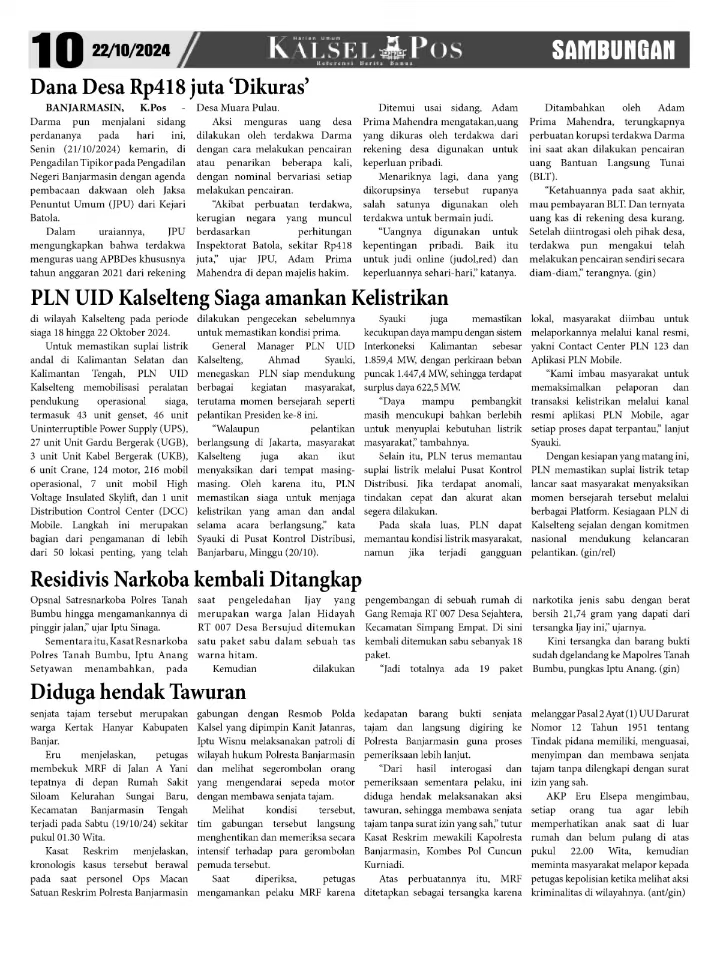 10
22/10/2024
Harian Umum
KALSEL POS
Referensi Berita Banua
SAMBUNGAN
Dana Desa Rp418 juta ‘Dikuras’
BANJARMASIN, K.Pos -
Darma pun menjalani sidang
perdananya pada hari ini,
Senin (21/10/2024) kemarin, di
Pengadilan Tipikor pada Pengadilan
Negeri Banjarmasin dengan agenda
pembacaan dakwaan oleh Jaksa
Penuntut Umum (JPU) dari Kejari
Batola.
Dalam uraiannya, JPU
mengungkapkan bahwa terdakwa
menguras uang APBDes khususnya
tahun anggaran 2021 dari rekening
Desa Muara Pulau.
Aksi menguras uang desa
dilakukan oleh terdakwa Darma
dengan cara melakukan pencairan
atau penarikan beberapa kali,
dengan nominal bervariasi setiap
melakukan pencairan.
“Akibat perbuatan terdakwa,
kerugian negara yang muncul
berdasarkan perhitungan
Inspektorat Batola, sekitar Rp418
juta,” ujar JPU, Adam Prima
Mahendra di depan majelis hakim.
Ditemui usai sidang, Adam
Prima Mahendra mengatakan,uang
yang dikuras oleh terdakwa dari
rekening desa digunakan untuk
keperluan pribadi.
Menariknya lagi, dana yang
dikorupsinya tersebut rupanya
salah satunya digunakan oleh
terdakwa untuk bermain judi.
“Uangnya digunakan untuk
kepentingan pribadi. Baik itu
untuk judi online (judol,red) dan
keperluannya sehari-hari,” katanya.
Ditambahkan oleh Adam
Prima Mahendra, terungkapnya
perbuatan korupsi terdakwa Darma
ini saat akan dilakukan pencairan
uang Bantuan Langsung Tunai
(BLT).
“Ketahuannya pada saat akhir,
mau pembayaran BLT. Dan ternyata
uang kas di rekening desa kurang.
Setelah diintrogasi oleh pihak desa,
terdakwa pun mengakui telah
melakukan pencairan sendiri secara
diam-diam,” terangnya. (gin)
PLN UID Kalselteng Siaga amankan Kelistrikan
di wilayah Kalselteng pada periode
siaga 18 hingga 22 Oktober 2024.
Untuk memastikan suplai listrik
andal di Kalimantan Selatan dan
Kalimantan Tengah, PLN UID
Kalselteng memobilisasi peralatan
pendukung operasional siaga,
termasuk 43 unit genset, 46 unit
Uninterruptible Power Supply (UPS),
27 unit Unit Gardu Bergerak (UGB),
3 unit Unit Kabel Bergerak (UKB),
6 unit Crane, 124 motor, 216 mobil
operasional, 7 unit mobil High
Voltage Insulated Skylift, dan 1 unit
Distribution Control Center (DCC)
Mobile. Langkah ini merupakan
bagian dari pengamanan di lebih
dari 50 lokasi penting, yang telah
dilakukan pengecekan sebelumnya
untuk memastikan kondisi prima.
General Manager PLN UID
Kalselteng, Ahmad Syauki,
menegaskan PLN siap mendukung
berbagai kegiatan masyarakat,
terutama momen bersejarah seperti
pelantikan Presiden ke-8 ini.
“Walaupun pelantikan
berlangsung di Jakarta, masyarakat
Kalselteng juga akan ikut
menyaksikan dari tempat masing-
masing. Oleh karena itu, PLN
memastikan siaga untuk menjaga
kelistrikan yang aman dan andal
selama acara berlangsung,” kata
Syauki di Pusat Kontrol Distribusi,
Banjarbaru, Minggu (20/10).
Syauki juga memastikan
kecukupan daya mampu dengan sistem
Interkoneksi Kalimantan sebesar
1.859,4 MW, dengan perkiraan beban
puncak 1.447,4 MW, sehingga terdapat
surplus daya 622,5 MW.
“Daya mampu pembangkit
masih mencukupi bahkan berlebih
untuk menyuplai kebutuhan listrik
masyarakat,” tambahnya.
Selain itu, PLN terus memantau
suplai listrik melalui Pusat Kontrol
Distribusi. Jika terdapat anomali,
tindakan cepat dan akurat akan
segera dilakukan.
Pada skala luas, PLN dapat
memantau kondisi listrik masyarakat,
namun jika terjadi gangguan
lokal, masyarakat diimbau untuk
melaporkannya melalui kanal resmi,
yakni Contact Center PLN 123 dan
Aplikasi PLN Mobile.
“Kami imbau masyarakat untuk
memaksimalkan pelaporan dan
transaksi kelistrikan melalui kanal
resmi aplikasi PLN Mobile, agar
setiap proses dapat terpantau,” lanjut
Syauki.
Dengan kesiapan yang matang ini,
PLN memastikan suplai listrik tetap
lancar saat masyarakat menyaksikan
momen bersejarah tersebut melalui
berbagai Platform. Kesiagaan PLN di
Kalselteng sejalan dengan komitmen
nasional mendukung kelancaran
pelantikan. (gin/rel)
Residivis Narkoba kembali Ditangkap
Opsnal Satresnarkoba Polres Tanah
Bumbu hingga mengamankannya di
pinggir jalan,” ujar Iptu Sinaga.
Sementara itu, Kasat Resnarkoba
Polres Tanah Bumbu, Iptu Anang
Setyawan menambahkan, pada
saat pengeledahan Ijay yang
merupakan warga Jalan Hidayah
RT 007 Desa Bersujud ditemukan
satu paket sabu dalam sebuah tas
warna hitam.
Kemudian dilakukan
pengembangan di sebuah rumah di
Gang Remaja RT 007 Desa Sejahtera,
Kecamatan Simpang Empat. Di sini
kembali ditemukan sabu sebanyak 18
paket.
“Jadi totalnya ada 19 paket
narkotika jenis sabu dengan berat
bersih 21,74 gram yang dapati dari
tersangka Ijay ini,” ujarnya.
Kini tersangka dan barang bukti
sudah dgelandang ke Mapolres Tanah
Bumbu, pungkas Iptu Anang. (gin)
Diduga hendak Tawuran
senjata tajam tersebut merupakan
warga Kertak Hanyar Kabupaten
Banjar.
Eru menjelaskan, petugas
membekuk MRF di Jalan A Yani
tepatnya di depan Rumah Sakit
Siloam Kelurahan Sungai Baru,
Kecamatan Banjarmasin Tengah
terjadi pada Sabtu (19/10/24) sekitar
pukul 01.30 Wita.
Kasat Reskrim menjelaskan,
kronologis kasus tersebut berawal
pada saat personel Ops Macan
Satuan Reskrim Polresta Banjarmasin
gabungan dengan Resmob Polda
Kalsel yang dipimpin Kanit Jatanras,
Iptu Wisnu melaksanakan patroli di
wilayah hukum Polresta Banjarmasin
dan melihat segerombolan orang
yang mengendarai sepeda motor
dengan membawa senjata tajam.
Melihat kondisi tersebut,
tim gabungan tersebut langsung
menghentikan dan memeriksa secara
intensif terhadap para gerombolan
pemuda tersebut.
Saat diperiksa, petugas
mengamankan pelaku MRF karena
kedapatan barang bukti senjata
tajam dan langsung digiring ke
Polresta Banjarmasin guna proses
pemeriksaan lebih lanjut.
“Dari hasil interogasi dan
pemeriksaan sementara pelaku, ini
diduga hendak melaksanakan aksi
tawuran, sehingga membawa senjata
tajam tanpa surat izin yang sah,” tutur
Kasat Reskrim mewakili Kapolresta
Banjarmasin, Kombes Pol Cuncun
Kurniadi.
Atas perbuatannya itu, MRF
ditetapkan sebagai tersangka karena
melanggar Pasal 2 Ayat (1) UU Darurat
Nomor 12 Tahun 1951 tentang
Tindak pidana memiliki, menguasai,
menyimpan dan membawa senjata
tajam tanpa dilengkapi dengan surat
izin yang sah.
AKP Eru Elsepa mengimbau,
setiap orang tua agar lebih
memperhatikan anak saat di luar
rumah dan belum pulang di atas
pukul 22.00 Wita, kemudian
meminta masyarakat melapor kepada
petugas kepolisian ketika melihat aksi
kriminalitas di wilayahnya. (ant/gin)